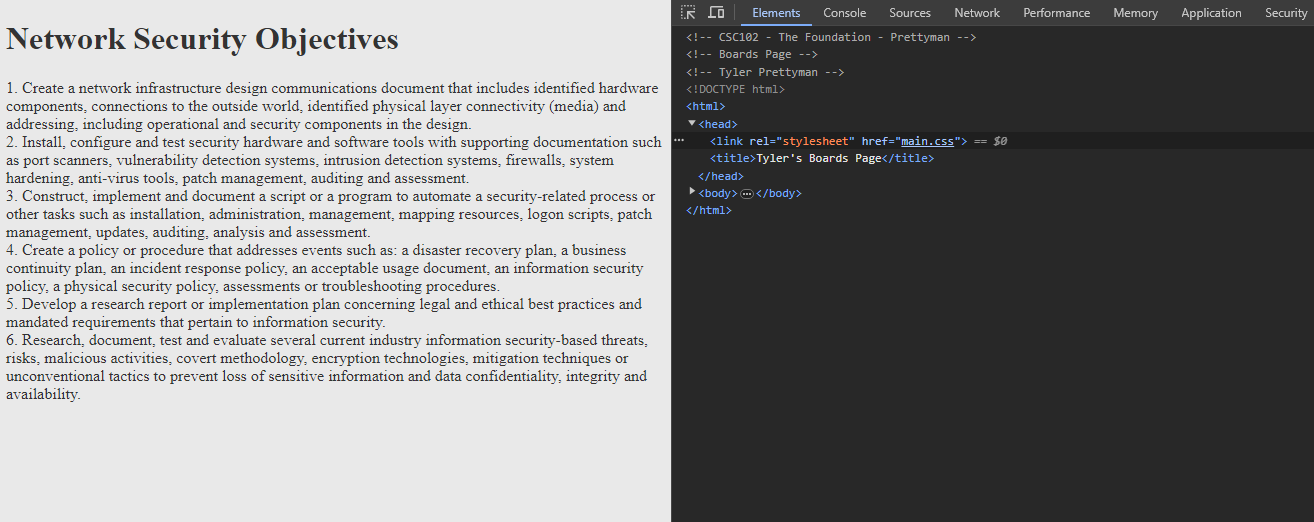 Network Security Objectives
1. Create a network infrastructure design communications document that includes identified hardware
components, connections to the outside world, identified physical layer connectivity (media) and
addressing, including operational and security components in the design.
2. Install, configure and test security hardware and software tools with supporting documentation such
as port scanners, vulnerability detection systems, intrusion detection systems, firewalls, system
hardening, anti-virus tools, patch management, auditing and assessment.
3. Construct, implement and document a script or a program to automate a security-related process or
other tasks such as installation, administration, management, mapping resources, logon scripts, patch
management, updates, auditing, analysis and assessment.
4. Create a policy or procedure that addresses events such as: a disaster recovery plan, a business
continuity plan, an incident response policy, an acceptable usage document, an information security
policy, a physical security policy, assessments or troubleshooting procedures.
5. Develop a research report or implementation plan concerning legal and ethical best practices and
mandated requirements that pertain to information security.
6. Research, document, test and evaluate several current industry information security-based threats,
risks, malicious activities, covert methodology, encryption technologies, mitigation techniques or
unconventional tactics to prevent loss of sensitive information and data confidentiality, integrity and
availability.
Elements Console Sources Network Performance Memory Application Security
<!-- CSC102 - The Foundation - Prettyman -->
<!-- Boards Page -->
<!-- Tyler Prettyman -->
<!DOCTYPE html>
<html>
<head>
<link rel="stylesheet" href="main.css"> == $0
<title>Tyler's Boards Page</title>
</head>
<body>…</body>
</html>